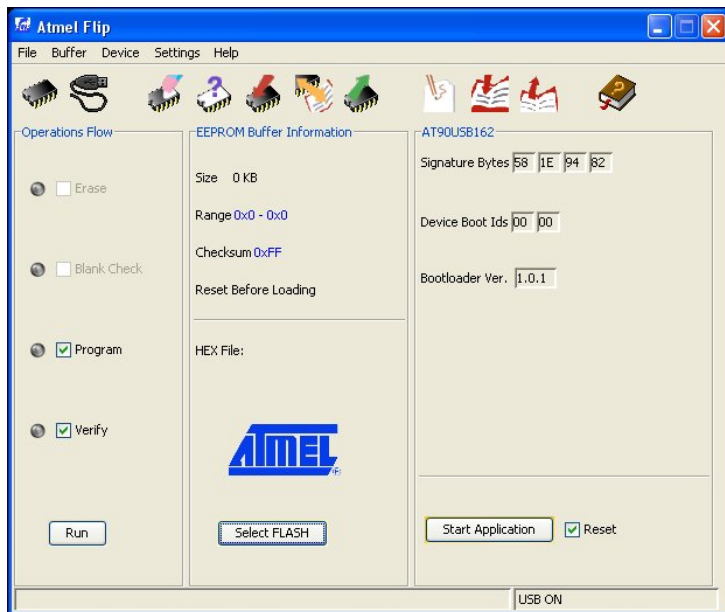 Atmel Flip
File Buffer Device Settings Help
Operations Flow
Erase
Blank Check
Program
Verify
Run
EEPROM Buffer Information
Size 0 KB
Range 0x0 - 0x0
Checksum 0xFF
Reset Before Loading
HEX File:
ATMEL
Select FLASH
AT90USB162
Signature Bytes 58 1E 94 82
Device Boot Ids 00 00
Bootloader Ver. 1.0.1
Start Application Reset
USB ON